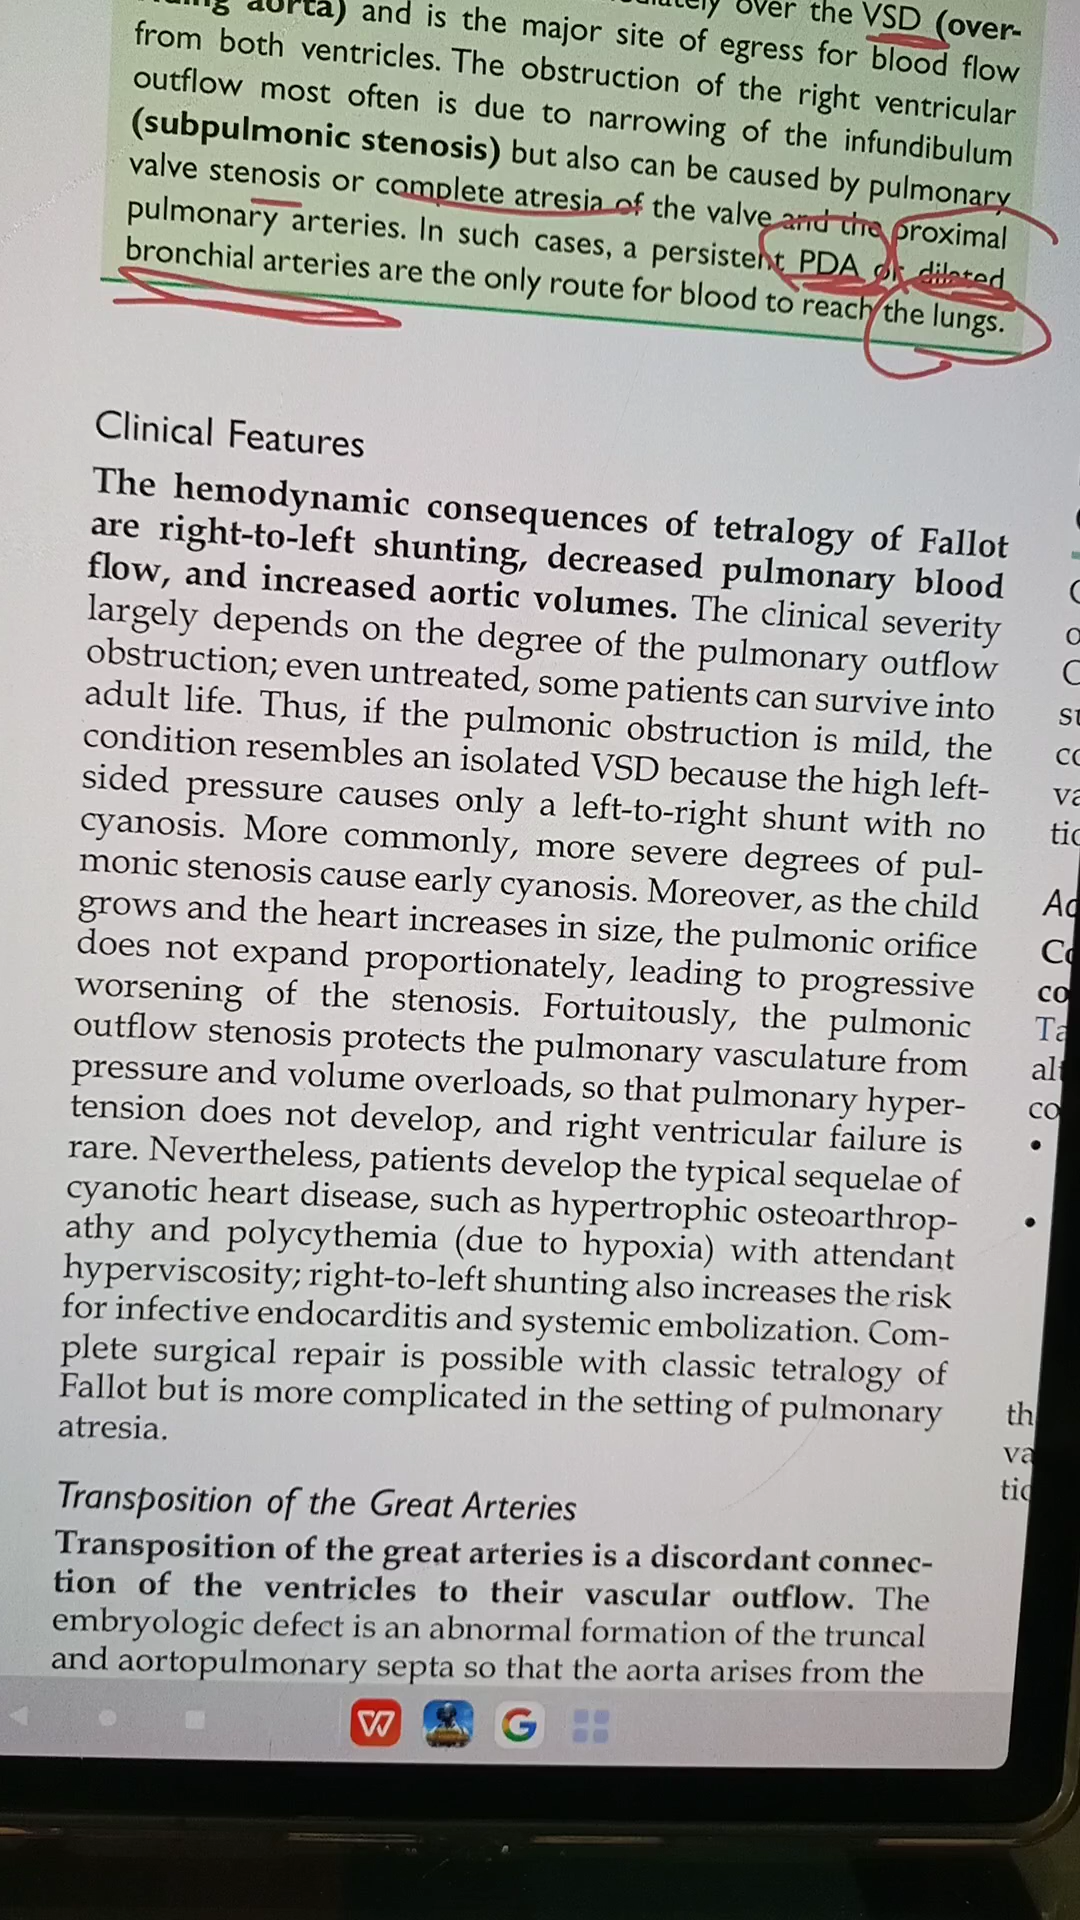 aorta) and is the major site of egress for blood flow
over the VSD (over-
from both ventricles. The obstruction of the right ventricular
outflow most often is due to narrowing of the infundibulum
(subpulmonic stenosis) but also can be caused by pulmonary
valve stenosis or complete atresia of the valve and the proximal
pulmonary arteries. In such cases, a persistent PDA or dilated
bronchial arteries are the only route for blood to reach the lungs.
Clinical Features
The hemodynamic consequences of tetralogy of Fallot
are right-to-left shunting, decreased pulmonary blood
flow, and increased aortic volumes. The clinical severity
largely depends on the degree of the pulmonary outflow
obstruction; even untreated, some patients can survive into
adult life. Thus, if the pulmonic obstruction is mild, the
condition resembles an isolated VSD because the high left-
sided pressure causes only a left-to-right shunt with no
cyanosis. More commonly, more severe degrees of pul-
monic stenosis cause early cyanosis. Moreover, as the child
grows and the heart increases in size, the pulmonic orifice
does not expand proportionately, leading to progressive
worsening of the stenosis. Fortuitously, the pulmonic
outflow stenosis protects the pulmonary vasculature from
pressure and volume overloads, so that pulmonary hyper-
tension does not develop, and right ventricular failure is
rare. Nevertheless, patients develop the typical sequelae of
cyanotic heart disease, such as hypertrophic osteoarthrop-
athy and polycythemia (due to hypoxia) with attendant
hyperviscosity; right-to-left shunting also increases the risk
for infective endocarditis and systemic embolization. Com-
plete surgical repair is possible with classic tetralogy of
Fallot but is more complicated in the setting of pulmonary
atresia.
Transposition of the Great Arteries
Transposition of the great arteries is a discordant connec-
tion of the ventricles to their vascular outflow. The
embryologic defect is an abnormal formation of the truncal
and aortopulmonary septa so that the aorta arises from the